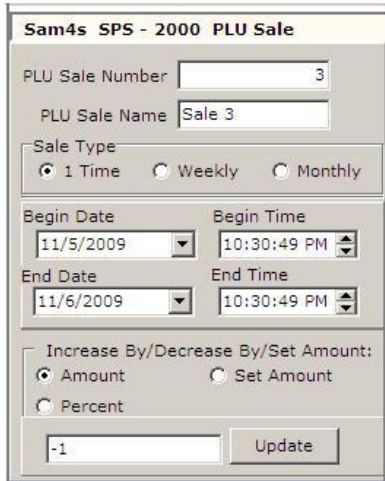 Sam4s SPS - 2000 PLU Sale
PLU Sale Number 3
PLU Sale Name Sale 3
Sale Type
1 Time Weekly Monthly
Begin Date Begin Time
11/5/2009 10:30:49 PM
End Date End Time
11/6/2009 10:30:49 PM
Increase By/Decrease By/Set Amount:
Amount Set Amount
Percent
-1 Update